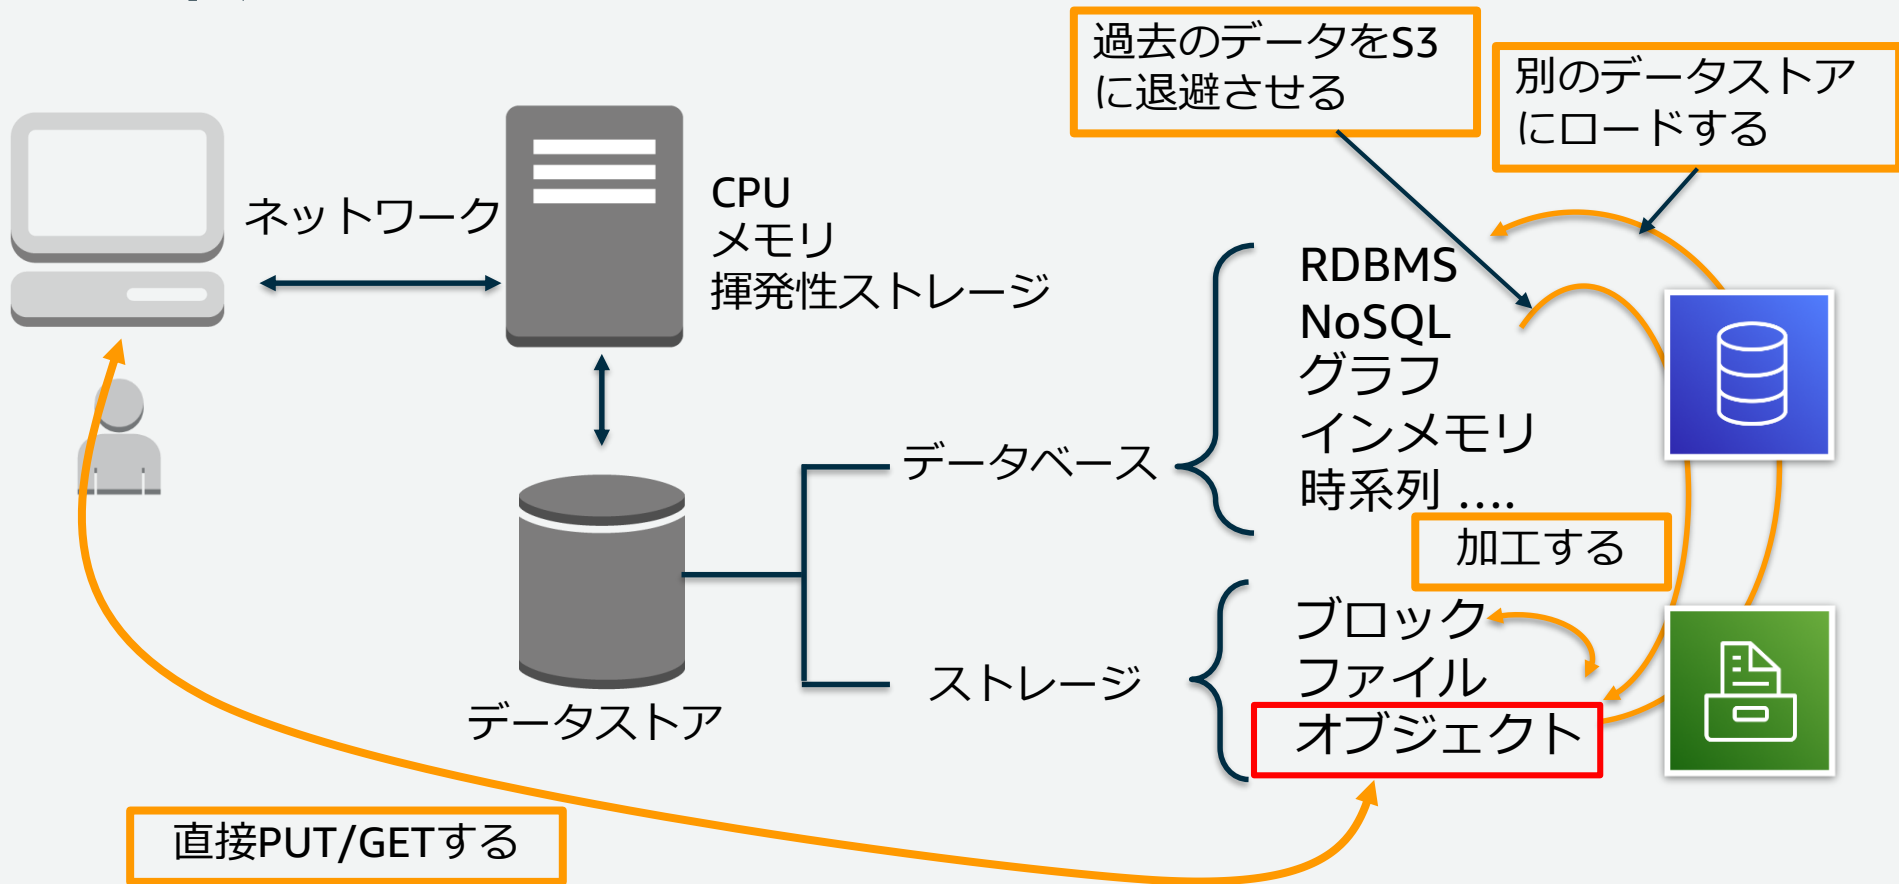 過去のデータをS3
に退避させる
別のデータストア
にロードする
ネットワーク
CPU
メモリ
揮発性ストレージ
RDBMS
NoSQL
グラフ
インメモリ
時系列 ....
データベース
加工する
ブロック
ファイル
オブジェクト
ストレージ
データストア
直接PUT/GETする